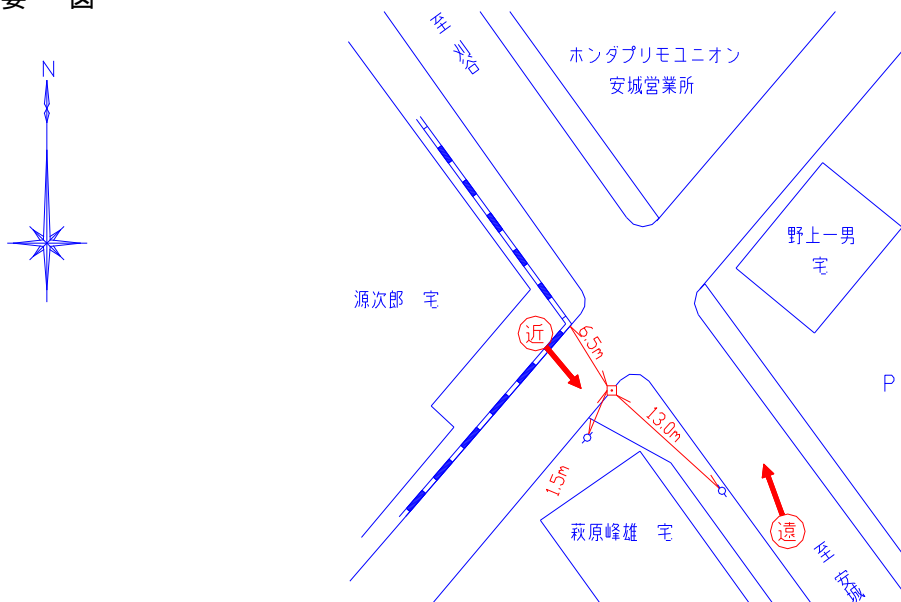 要 図
N
至 刈谷
ホンダプリモユニオン
安城営業所
野上一男
宅
源次郎 宅
近
6.5m
P
13.0m
1.5m
萩原峰雄 宅
遠
至 安城